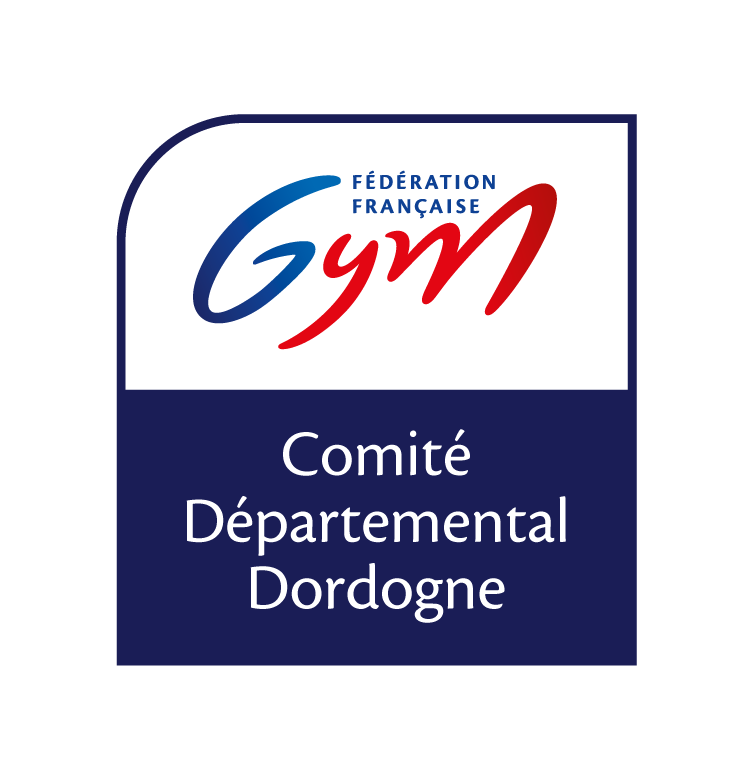 FÉDÉRATION
FRANÇAISE
Gym
Comité
Départemental
Dordogne